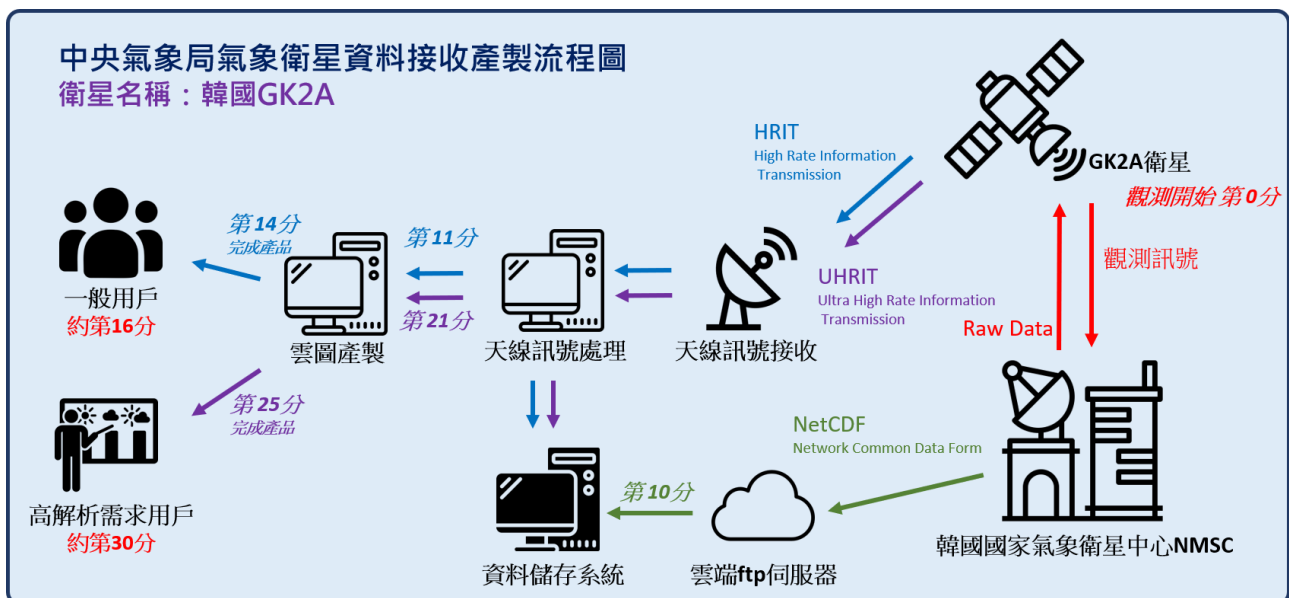 中央氣象局氣象衛星資料接收產製流程圖
衛星名稱：韓國GK2A
HRIT
High Rate Information
Transmission
GK2A衛星
觀測開始 第0分
觀測訊號
Raw Data
UHRIT
Ultra High Rate Information
Transmission
第14分
完成產品
第11分
第21分
一般用戶
約第16分
雲圖產製
天線訊號處理
天線訊號接收
第25分
完成產品
高解析需求用戶
約第30分
NetCDF
Network Common Data Form
第10分
資料儲存系統
雲端ftp伺服器
韓國國家氣象衛星中心NMSC